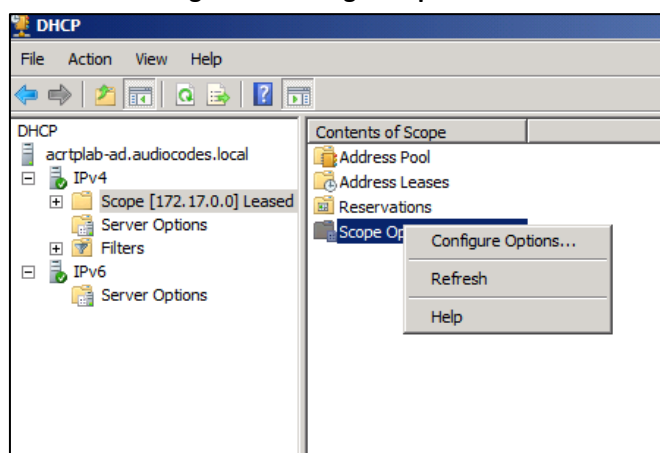 DHCP
File Action View Help
DHCP
acrtplab-ad.audiocodes.local
IPv4
Scope [172.17.0.0] Leased
Server Options
Filters
IPv6
Server Options
Contents of Scope
Address Pool
Address Leases
Reservations
Scope Op
Configure Options...
Refresh
Help